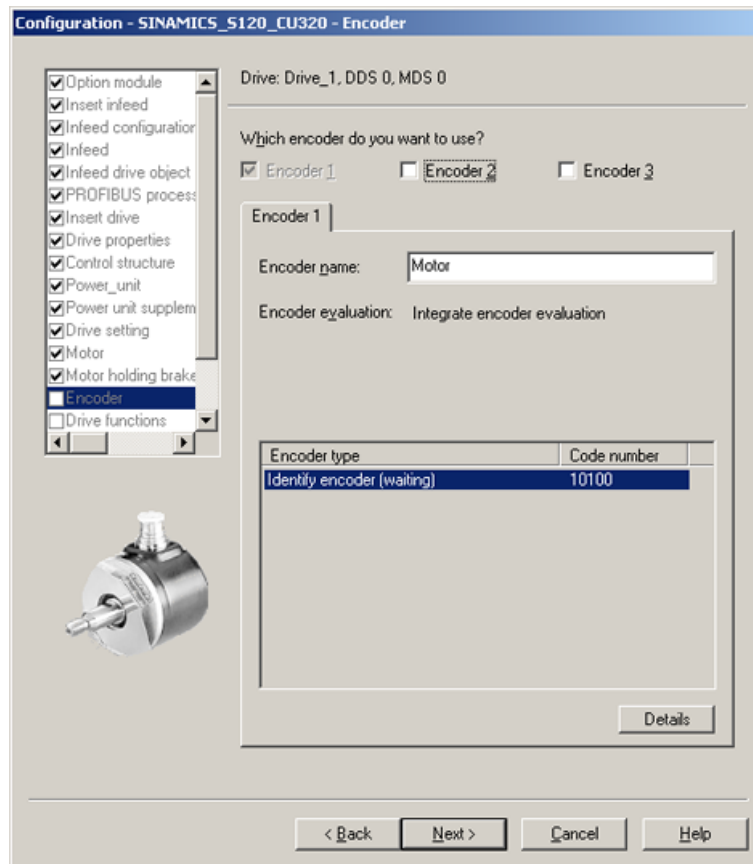 Configuration - SINAMICS_S120_CU320 - Encoder
Option module
Insert infeed
Infeed configuration
Infeed
Infeed drive object
PROFIBUS process
Insert drive
Drive properties
Control structure
Power_unit
Power unit supplem
Drive setting
Motor
Motor holding brake
Encoder
Drive functions
Drive: Drive_1, DDS 0, MDS 0
Which encoder do you want to use?
Encoder 1 Encoder 2 Encoder 3
Encoder 1
Encoder name: Motor
Encoder evaluation: Integrate encoder evaluation
Encoder type Code number
Identify encoder (waiting) 10100
Details
< Back Next > Cancel Help